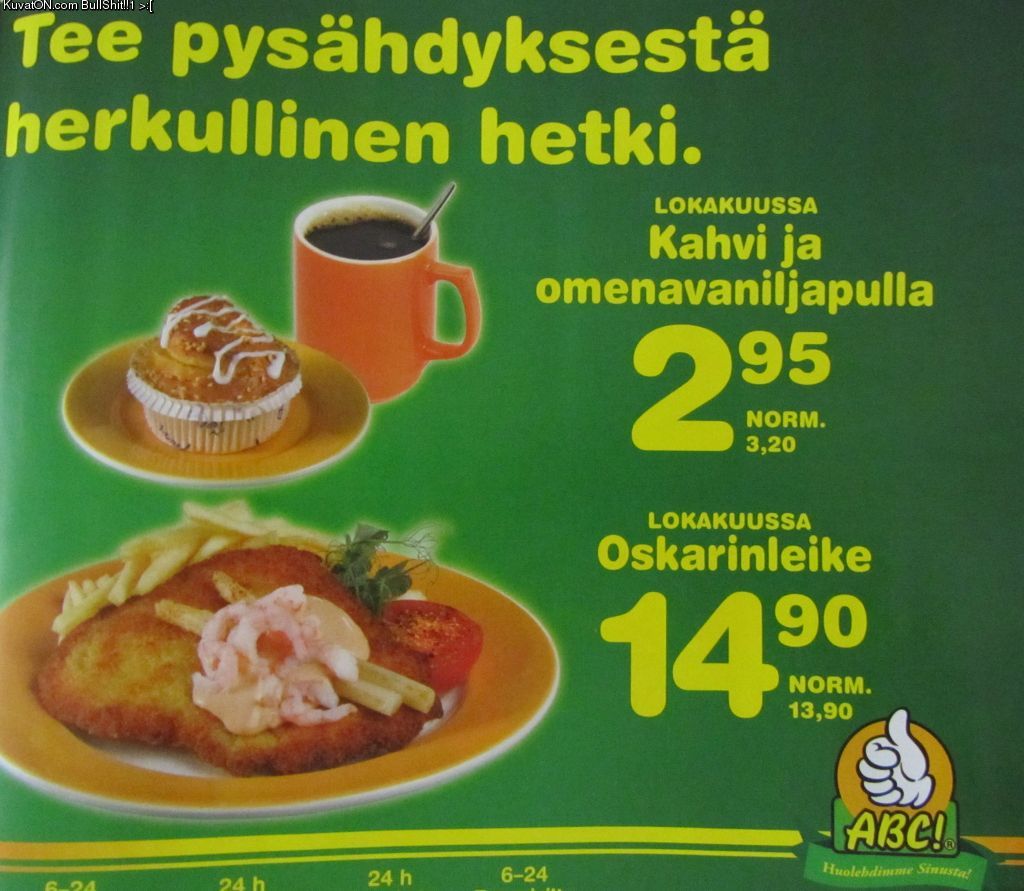 KuvatON.com BullShit!!1 >:[
Tee pysähdyksestä
herkullinen hetki.
LOKAKUUSSA
Kahvi ja
omenavaniljapulla
2 95
NORM.
3,20
LOKAKUUSSA
Oskarinleike
14 90
NORM.
13,90
ABC!®
Huolehdimme Sinusta!
6–24 24 h 24 h 6–24